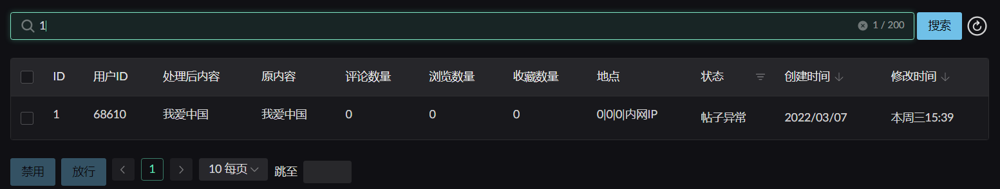 1 1 / 200 搜索
ID 用户ID 处理后内容 原内容 评论数量 浏览数量 收藏数量 地点 状态 创建时间 修改时间
1 68610 我爱中国 我爱中国 0 0 0 0|0|0|内网IP 帖子异常 2022/03/07 本周三15:39
禁用 放行 1 10 每页 跳至